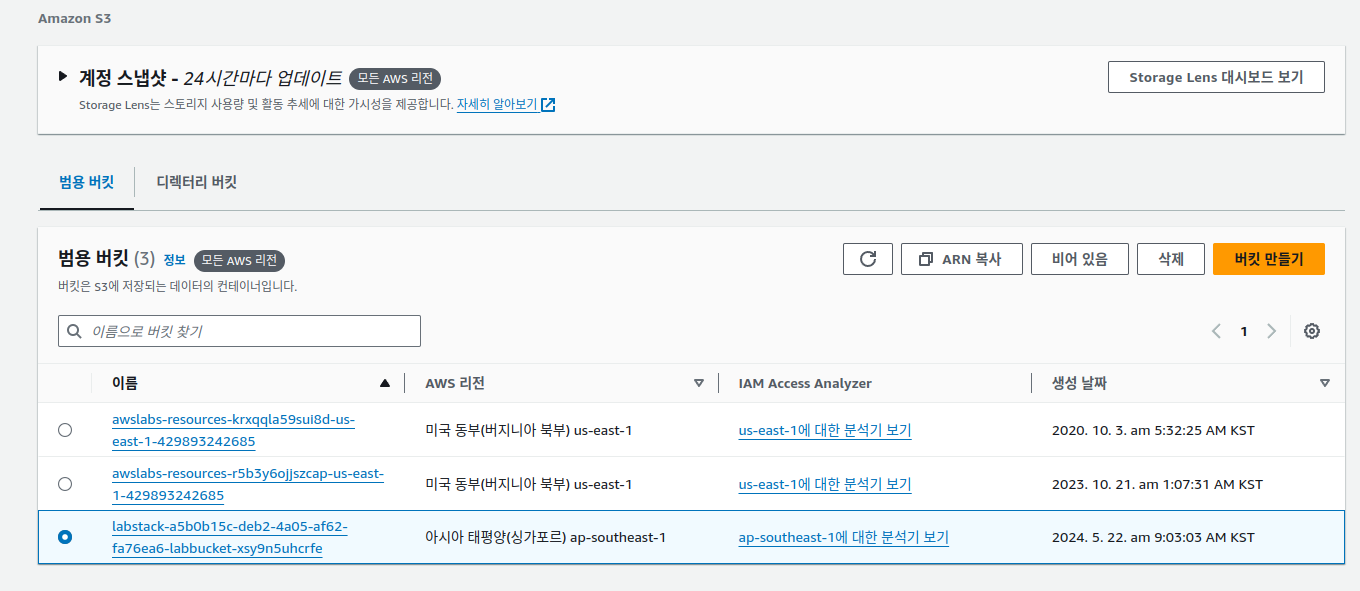 Amazon S3
계정 스냅샷 - 24시간마다 업데이트 모든 AWS 리전
Storage Lens 대시보드 보기
Storage Lens는 스토리지 사용량 및 활동 추세에 대한 가시성을 제공합니다. 자세히 알아보기
범용 버킷 디렉터리 버킷
범용 버킷 (3) 정보 모든 AWS 리전
ARN 복사 비어 있음 삭제 버킷 만들기
버킷은 S3에 저장되는 데이터의 컨테이너입니다.
이름으로 버킷 찾기
1
이름 AWS 리전 IAM Access Analyzer 생성 날짜
awslabs-resources-krxqqla59sui8d-us-
east-1-429893242685
미국 동부(버지니아 북부) us-east-1
us-east-1에 대한 분석기 보기
2020. 10. 3. am 5:32:25 AM KST
awslabs-resources-r5b3y6ojjszcap-us-east-
1-429893242685
미국 동부(버지니아 북부) us-east-1
us-east-1에 대한 분석기 보기
2023. 10. 21. am 1:07:31 AM KST
labstack-a5b0b15c-deb2-4a05-af62-
fa76ea6-labbucket-xsy9n5uhcrfe
아시아 태평양(싱가포르) ap-southeast-1
ap-southeast-1에 대한 분석기 보기
2024. 5. 22. am 9:03:03 AM KST